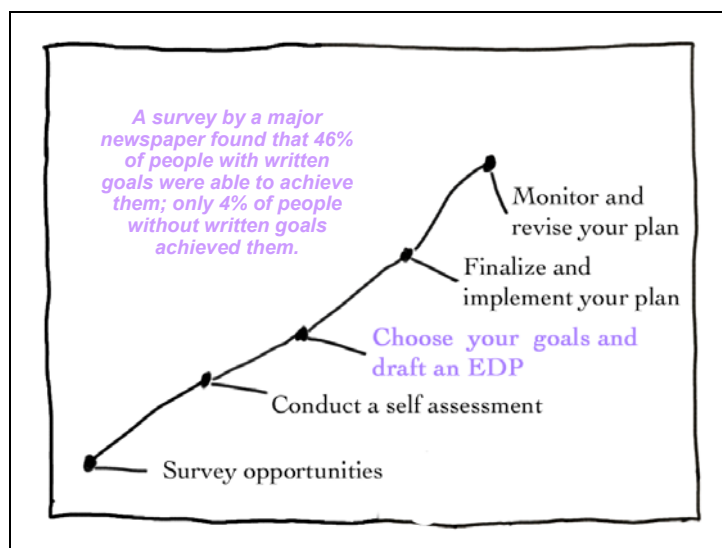 A survey by a major
newspaper found that 46%
of people with written
goals were able to achieve
them; only 4% of people
without written goals
achieved them.
Monitor and
revise your plan
Finalize and
implement your plan
Choose your goals and
draft an EDP
Conduct a self assessment
Survey opportunities